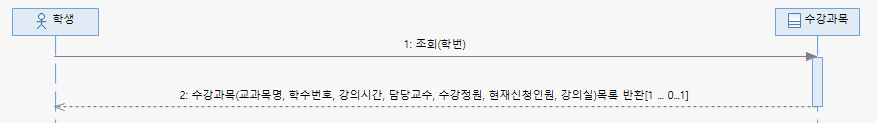 학생
수강과목
1: 조회(학번)
2: 수강과목(교과목명, 학수번호, 강의시간, 담당교수, 수강정원, 현재신청인원, 강의실)목록 반환[1 ... 0...1]